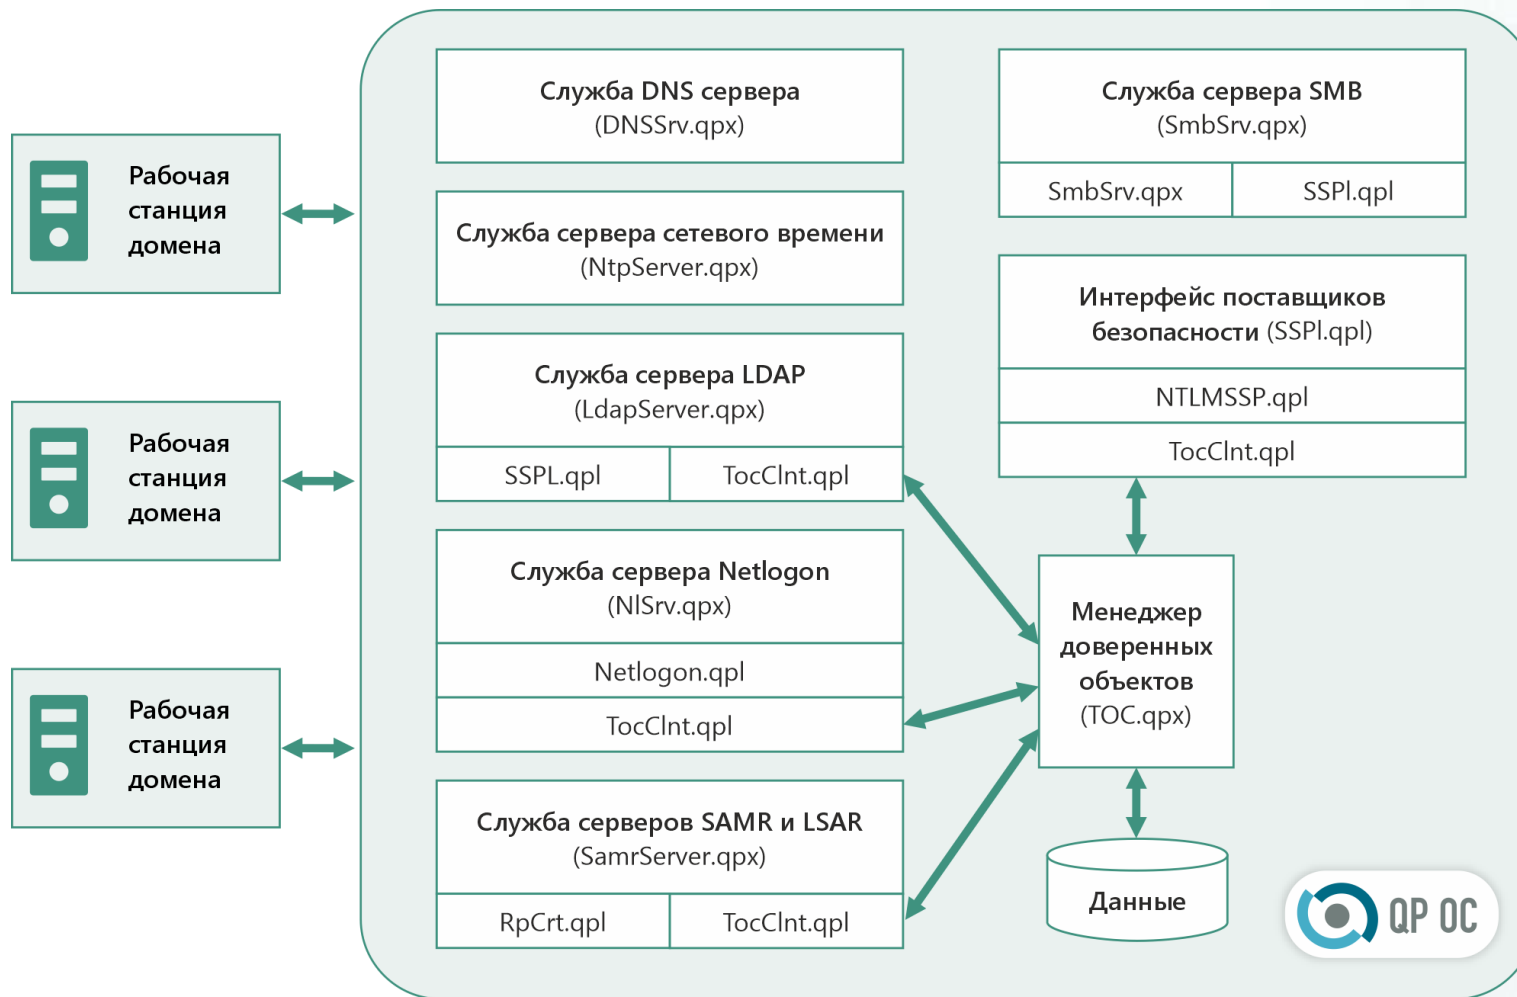 Рабочая
станция
домена
Рабочая
станция
домена
Рабочая
станция
домена
Служба DNS сервера
(DNSSrv.qpx)
Служба сервера сетевого времени
(NtpServer.qpx)
Служба сервера LDAP
(LdapServer.qpx)
SSPL.qpl
TocClnt.qpl
Служба сервера Netlogon
(NlSrv.qpx)
Netlogon.qpl
TocClnt.qpl
Служба серверов SAMR и LSAR
(SamrServer.qpx)
RpCrt.qpl
TocClnt.qpl
Служба сервера SMB
(SmbSrv.qpx)
SmbSrv.qpx
SSPl.qpl
Интерфейс поставщиков
безопасности (SSPl.qpl)
NTLMSSP.qpl
TocClnt.qpl
Менеджер
доверенных
объектов
(TOC.qpx)
Данные
QP ОС